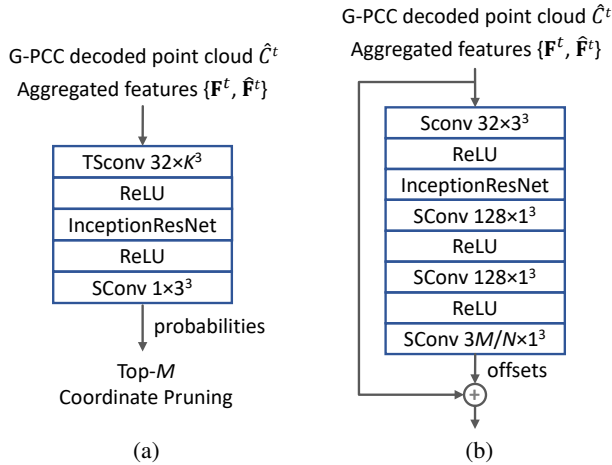 G-PCC decoded point cloud Ĉᵗ
Aggregated features {𝐅ᵗ, 𝐅̂ᵗ}
TSconv 32×K³
ReLU
InceptionResNet
ReLU
SConv 1×3³
probabilities
Top-M
Coordinate Pruning
(a)
G-PCC decoded point cloud Ĉᵗ
Aggregated features {𝐅ᵗ, 𝐅̂ᵗ}
Sconv 32×3³
ReLU
InceptionResNet
SConv 128×1³
ReLU
SConv 128×1³
ReLU
SConv 3M/N×1³
offsets
+
(b)